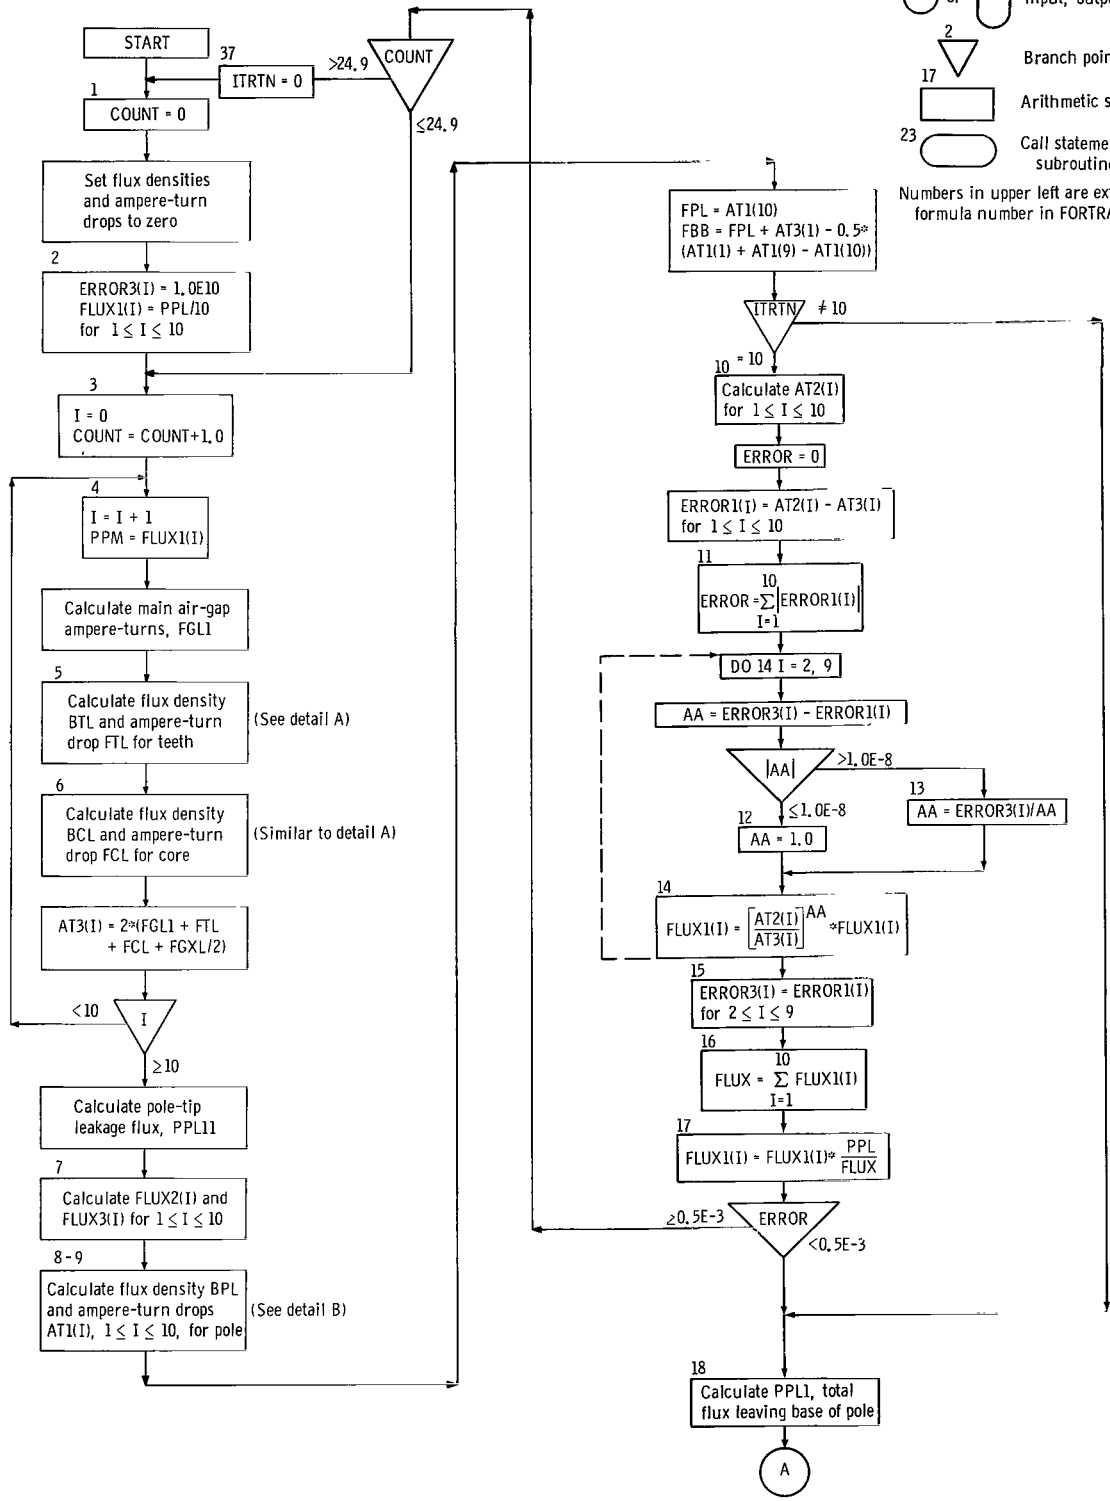 START
37
ITRTN = 0
>24.9
COUNT
≤24.9
1
COUNT = 0
Set flux densities
and ampere-turn
drops to zero
2
ERROR3(I) = 1.0E10
FLUX1(I) = PPL/10
for 1 ≤ I ≤ 10
3
I = 0
COUNT = COUNT+1.0
4
I = I + 1
PPM = FLUX1(I)
Calculate main air-gap
ampere-turns, FGL1
5
Calculate flux density
BTL and ampere-turn
drop FTL for teeth
(See detail A)
6
Calculate flux density
BCL and ampere-turn
drop FCL for core
(Similar to detail A)
AT3(I) = 2*(FGL1 + FTL
+ FCL + FGXL/2)
<10
I
≥10
Calculate pole-tip
leakage flux, PPL11
7
Calculate FLUX2(I) and
FLUX3(I) for 1 ≤ I ≤ 10
8-9
Calculate flux density BPL
and ampere-turn drops
AT1(I), 1 ≤ I ≤ 10, for pole
(See detail B)
or
2
Branch poin
17
Arithmetic s
23
Call stateme
subroutin
Numbers in upper left are ex
formula number in FORTRA
FPL = AT1(10)
FBB = FPL + AT3(1) - 0.5*
(AT1(1) + AT1(9) - AT1(10))
ITRTN
≠ 10
= 10
10
Calculate AT2(I)
for 1 ≤ I ≤ 10
ERROR = 0
ERROR1(I) = AT2(I) - AT3(I)
for 1 ≤ I ≤ 10
11
10
ERROR = Σ |ERROR1(I)|
I=1
DO 14 I = 2, 9
AA = ERROR3(I) - ERROR1(I)
|AA|
>1.0E-8
≤1.0E-8
12
AA = 1.0
13
AA = ERROR3(I)/AA
14
FLUX1(I) = [AT2(I)/AT3(I)]^AA *FLUX1(I)
15
ERROR3(I) = ERROR1(I)
for 2 ≤ I ≤ 9
16
10
FLUX = Σ FLUX1(I)
I=1
17
FLUX1(I) = FLUX1(I)* PPL/FLUX
≥0.5E-3
ERROR
<0.5E-3
18
Calculate PPL1, total
flux leaving base of pole
A